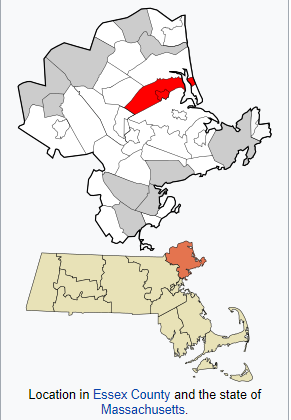 Location in Essex County and the state of
Massachusetts.